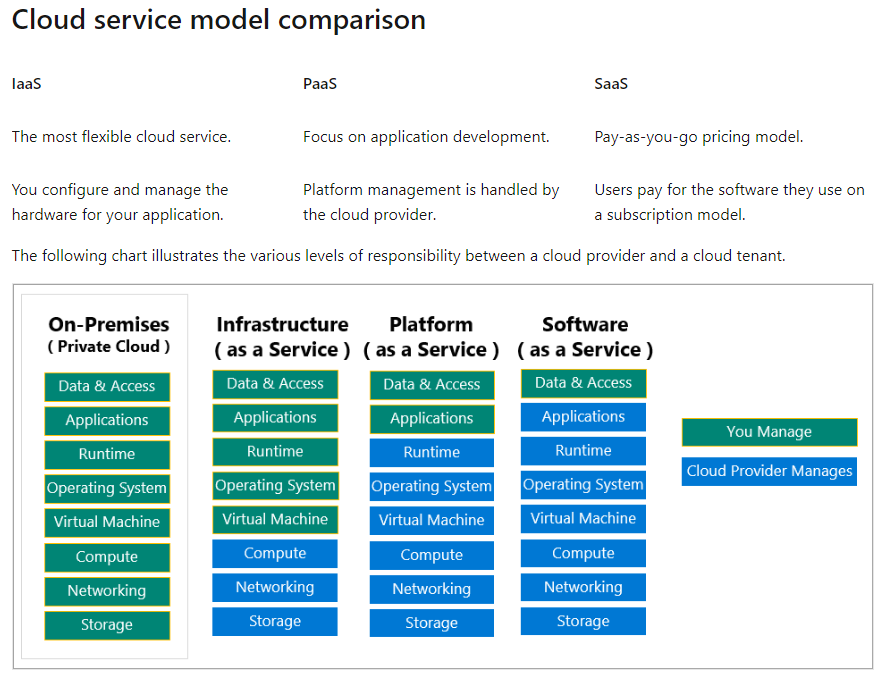 Cloud service model comparison
IaaS
PaaS
SaaS
The most flexible cloud service.
Focus on application development.
Pay-as-you-go pricing model.
You configure and manage the
hardware for your application.
Platform management is handled by
the cloud provider.
Users pay for the software they use on
a subscription model.
The following chart illustrates the various levels of responsibility between a cloud provider and a cloud tenant.
On-Premises
( Private Cloud )
Data & Access
Applications
Runtime
Operating System
Virtual Machine
Compute
Networking
Storage
Infrastructure
( as a Service )
Data & Access
Applications
Runtime
Operating System
Virtual Machine
Compute
Networking
Storage
Platform
( as a Service )
Data & Access
Applications
Runtime
Operating System
Virtual Machine
Compute
Networking
Storage
Software
( as a Service )
Data & Access
Applications
Runtime
Operating System
Virtual Machine
Compute
Networking
Storage
You Manage
Cloud Provider Manages